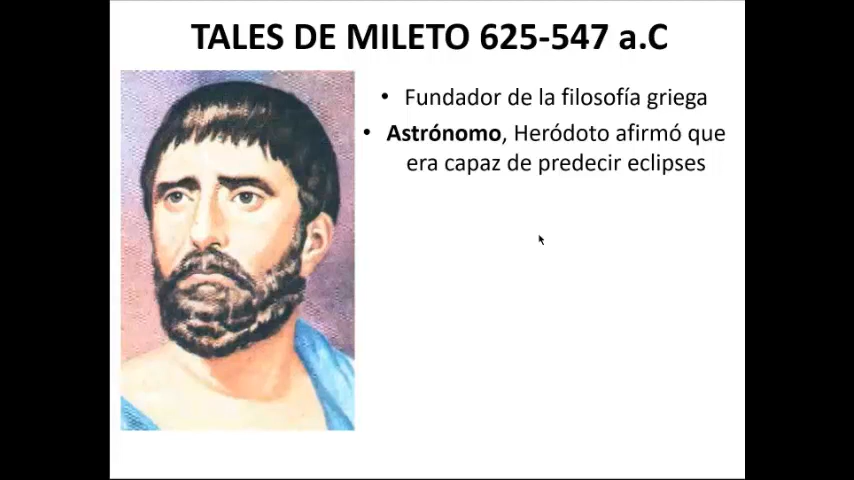 TALES DE MILETO 625-547 a.C
• Fundador de la filosofía griega
• Astrónomo, Heródoto afirmó que
era capaz de predecir eclipses